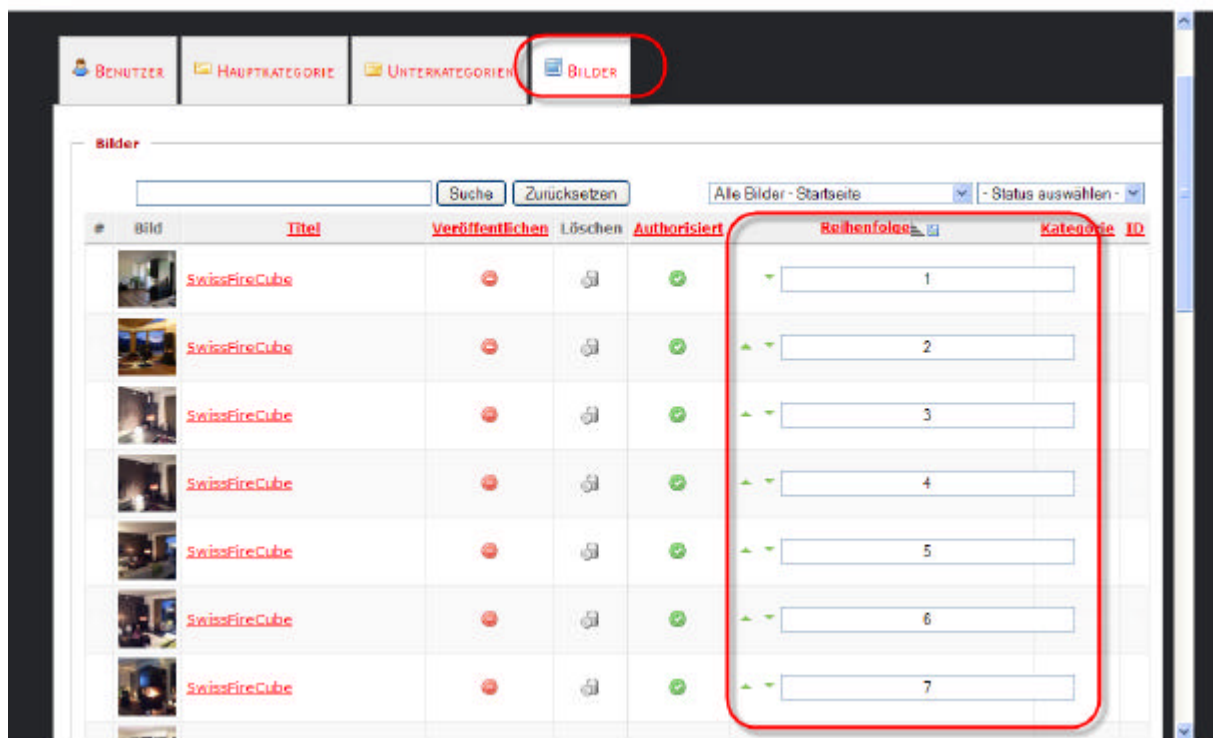 Benutzer Hauptkategorie Unterkategorien Bilder
Bilder
Suche Zurücksetzen Alle Bilder - Startseite - Status auswählen -
# Bild Titel Veröffentlichen Löschen Authorisiert Reihenfolge Kategorie ID
SwissFireCube 1
SwissFireCube 2
SwissFireCube 3
SwissFireCube 4
SwissFireCube 5
SwissFireCube 6
SwissFireCube 7